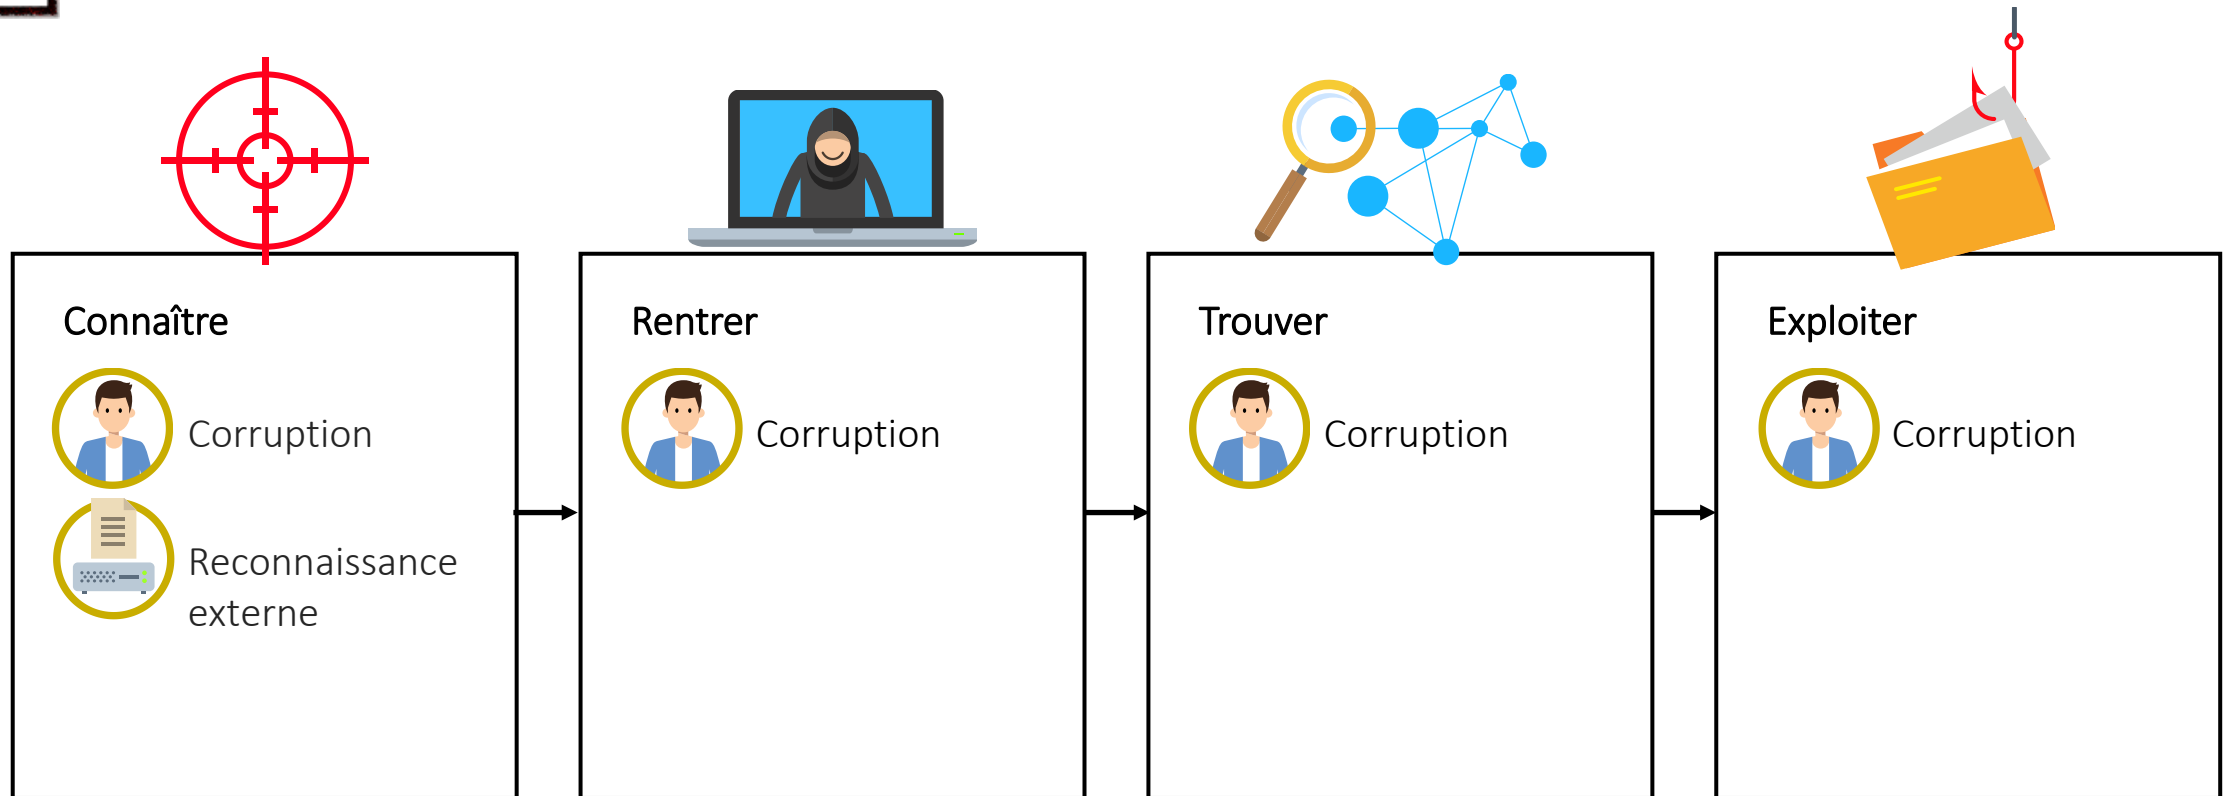 Connaître
Corruption
Reconnaissance
externe
Rentrer
Corruption
Trouver
Corruption
Exploiter
Corruption